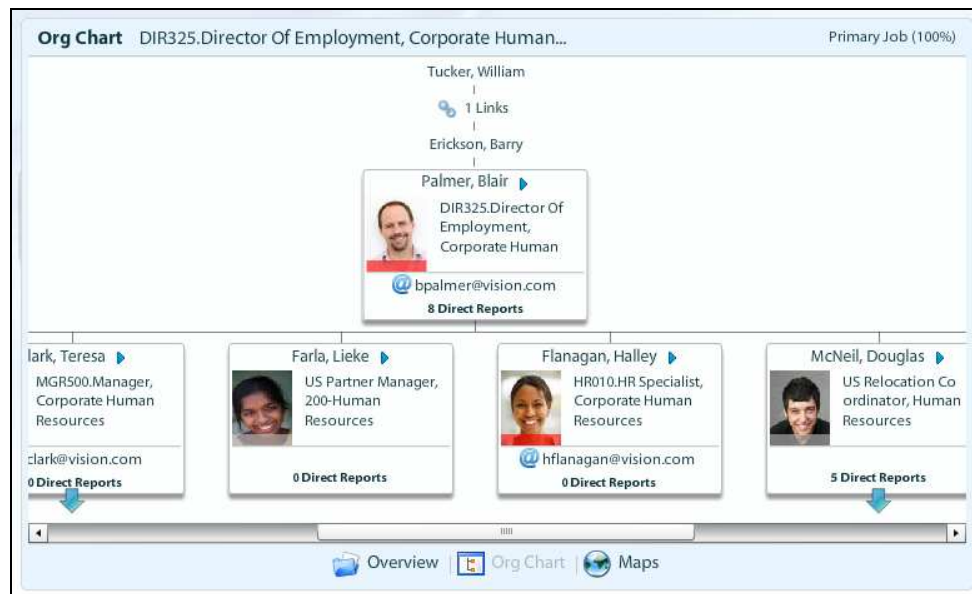 Org Chart DIR325.Director Of Employment, Corporate Human... Primary Job (100%)
Tucker, William
1 Links
Erickson, Barry
Palmer, Blair
DIR325.Director Of
Employment,
Corporate Human
@bpalmer@vision.com
8 Direct Reports
lark, Teresa
MGR500.Manager,
Corporate Human
Resources
clark@vision.com
0 Direct Reports
Farla, Lieke
US Partner Manager,
200-Human
Resources
0 Direct Reports
Flanagan, Halley
HR010.HR Specialist,
Corporate Human
Resources
@hflanagan@vision.com
0 Direct Reports
McNeil, Douglas
US Relocation Co
ordinator, Human
Resources
5 Direct Reports
Overview | Org Chart | Maps